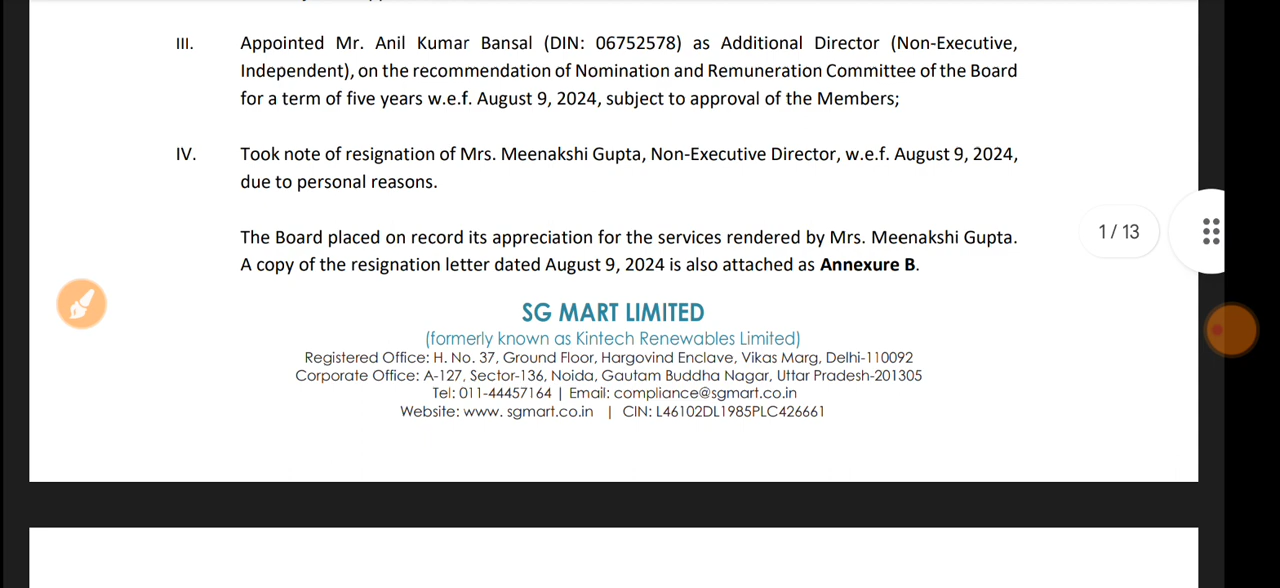 III. Appointed Mr. Anil Kumar Bansal (DIN: 06752578) as Additional Director (Non-Executive,
Independent), on the recommendation of Nomination and Remuneration Committee of the Board
for a term of five years w.e.f. August 9, 2024, subject to approval of the Members;
IV. Took note of resignation of Mrs. Meenakshi Gupta, Non-Executive Director, w.e.f. August 9, 2024,
due to personal reasons.
The Board placed on record its appreciation for the services rendered by Mrs. Meenakshi Gupta.
A copy of the resignation letter dated August 9, 2024 is also attached as Annexure B.
1 / 13
SG MART LIMITED
(formerly known as Kintech Renewables Limited)
Registered Office: H. No. 37, Ground Floor, Hargovind Enclave, Vikas Marg, Delhi-110092
Corporate Office: A-127, Sector-136, Noida, Gautam Buddha Nagar, Uttar Pradesh-201305
Tel: 011-44457164 | Email: compliance@sgmart.co.in
Website: www. sgmart.co.in | CIN: L46102DL1985PLC426661